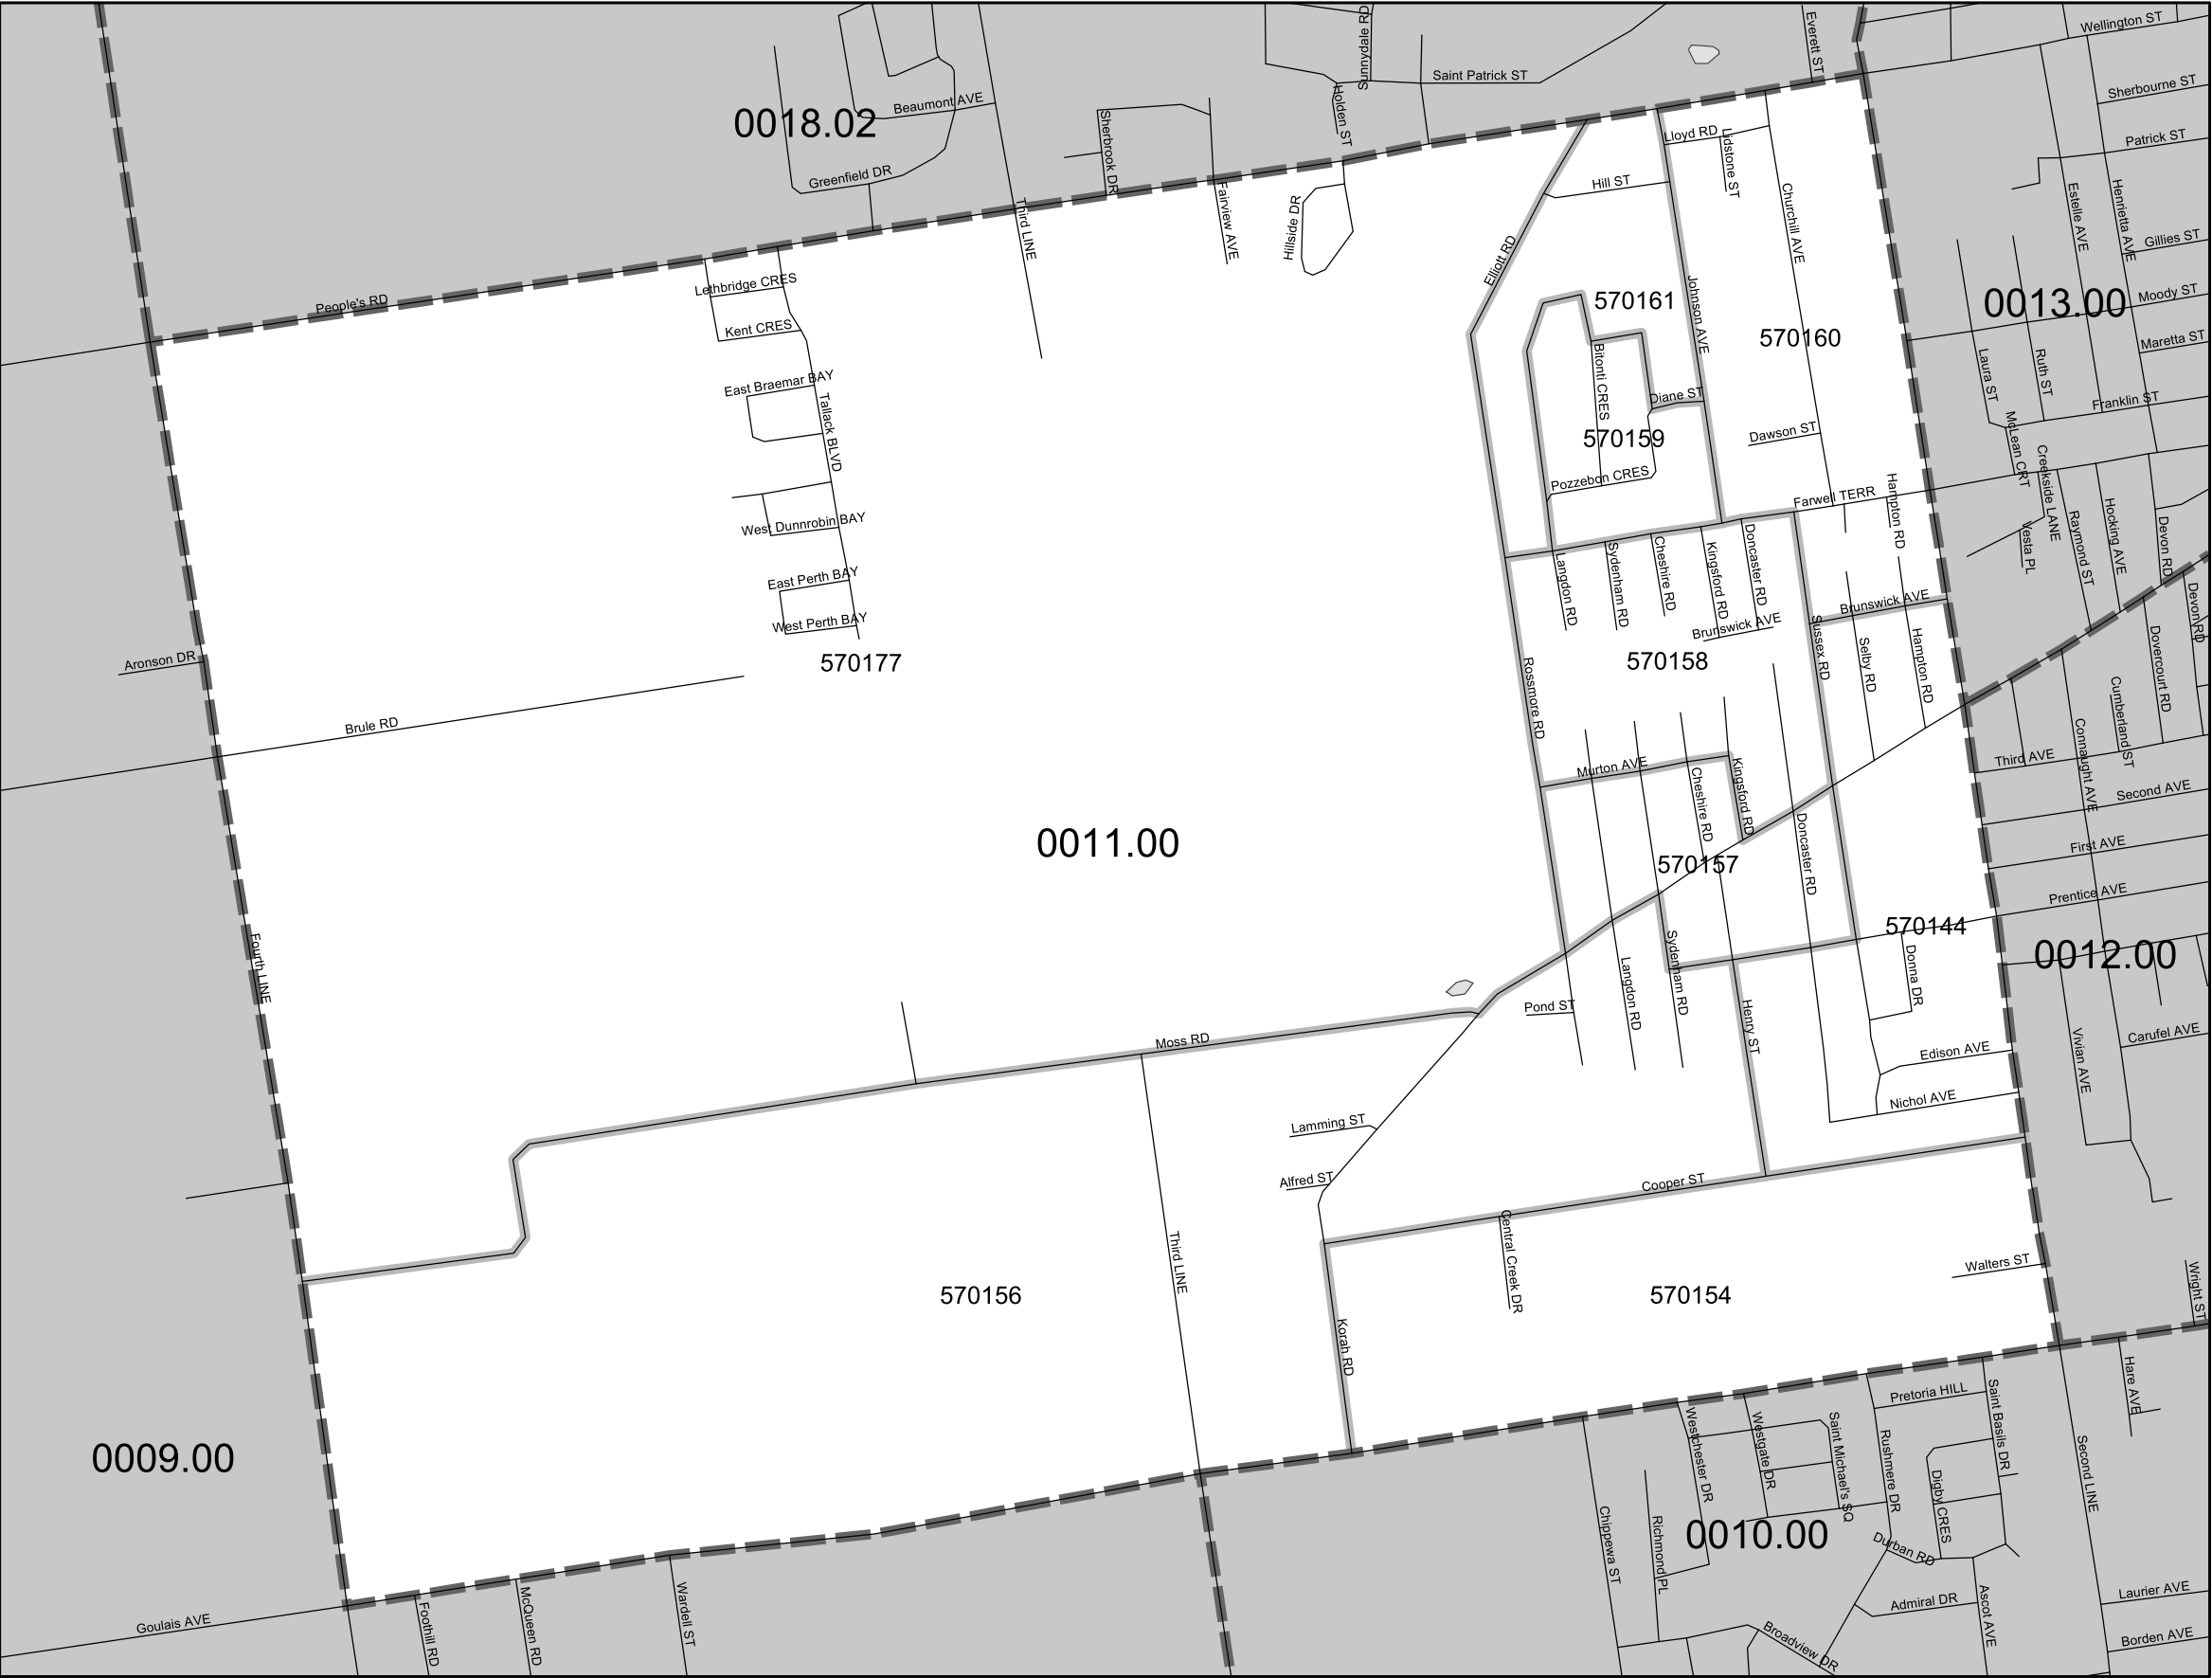 Everett ST
Sunnydale RD
Wellington ST
Saint Patrick ST
Sherbourne ST
Beaumont AVE
0018.02
Holden ST
Sherbrook DR
Lloyd RD
Lidstone ST
Patrick ST
Greenfield DR
Hill ST
Churchill AVE
Estelle AVE
Henrietta AVE
Third LINE
Fairview AVE
Hillside DR
Elliott RD
Gillies ST
Lethbridge CRES
People's RD
570161
Johnson AVE
0013.00
Moody ST
Kent CRES
570160
Maretta ST
East Braemar BAY
Bitonti CRES
Laura ST
Ruth ST
Tallack BLVD
Diane ST
Franklin ST
570159
Dawson ST
McLean CRT
Pozzebon CRES
Creekside LANE
Farwell TERR
Hampton RD
West Dunnrobin BAY
Vesta PL
Raymond ST
Hocking AVE
Devon RD
East Perth BAY
Langdon RD
Sydenham RD
Cheshire RD
Kingsford RD
Doncaster RD
Brunswick AVE
Devon RD
West Perth BAY
Brunswick AVE
Aronson DR
570177
570158
Rossmore RD
Sussex RD
Selby RD
Hampton RD
Dovercourt RD
Cumberland ST
Brule RD
Connaught AVE
Third AVE
Murton AVE
Cheshire RD
Kingsford RD
Second AVE
0011.00
Doncaster RD
First AVE
570157
Prentice AVE
570144
0012.00
Fourth LINE
Langdon RD
Sydenham RD
Donna DR
Pond ST
Henry ST
Moss RD
Carufel AVE
Vivian AVE
Edison AVE
Nichol AVE
Lamming ST
Alfred ST
Cooper ST
Third LINE
Central Creek DR
Walters ST
570156
570154
Wright ST
Korah RD
Hare AVE
Pretoria HILL
Saint Basils DR
0009.00
Westchester DR
Westgate DR
Saint Michael's SQ
Rushmere DR
Digby CRES
Second LINE
Chippewa ST
Richmond PL
0010.00
Durban RD
Goulais AVE
Foothill RD
McQueen RD
Wardell ST
Admiral DR
Ascot AVE
Laurier AVE
Broadview DR
Borden AVE